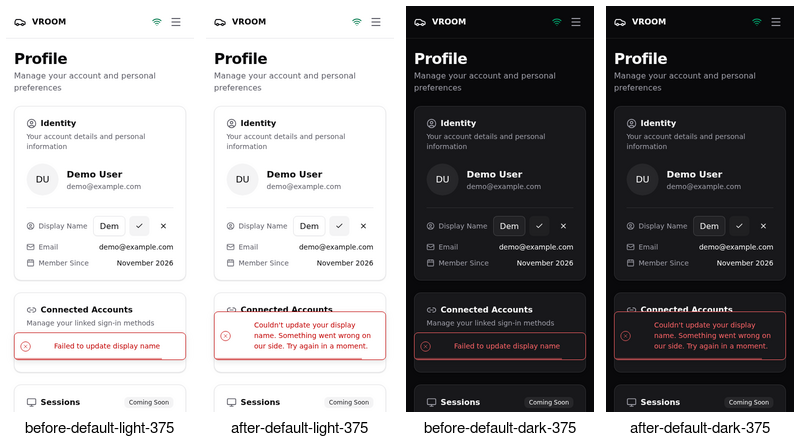 VROOM
Profile
Manage your account and personal
preferences
Identity
Your account details and personal
information
DU
Demo User
demo@example.com
Display Name
Dem
Email
demo@example.com
Member Since
November 2026
Connected Accounts
Manage your linked sign-in methods
Failed to update display name
Sessions
Coming Soon
before-default-light-375
VROOM
Profile
Manage your account and personal
preferences
Identity
Your account details and personal
information
DU
Demo User
demo@example.com
Display Name
Dem
Email
demo@example.com
Member Since
November 2026
Connected Accounts
Couldn't update your display
name. Something went wrong on
our side. Try again in a moment.
Sessions
Coming Soon
after-default-light-375
VROOM
Profile
Manage your account and personal
preferences
Identity
Your account details and personal
information
DU
Demo User
demo@example.com
Display Name
Dem
Email
demo@example.com
Member Since
November 2026
Connected Accounts
Manage your linked sign-in methods
Failed to update display name
Sessions
Coming Soon
before-default-dark-375
VROOM
Profile
Manage your account and personal
preferences
Identity
Your account details and personal
information
DU
Demo User
demo@example.com
Display Name
Dem
Email
demo@example.com
Member Since
November 2026
Connected Accounts
Couldn't update your display
name. Something went wrong on
our side. Try again in a moment.
Sessions
Coming Soon
after-default-dark-375